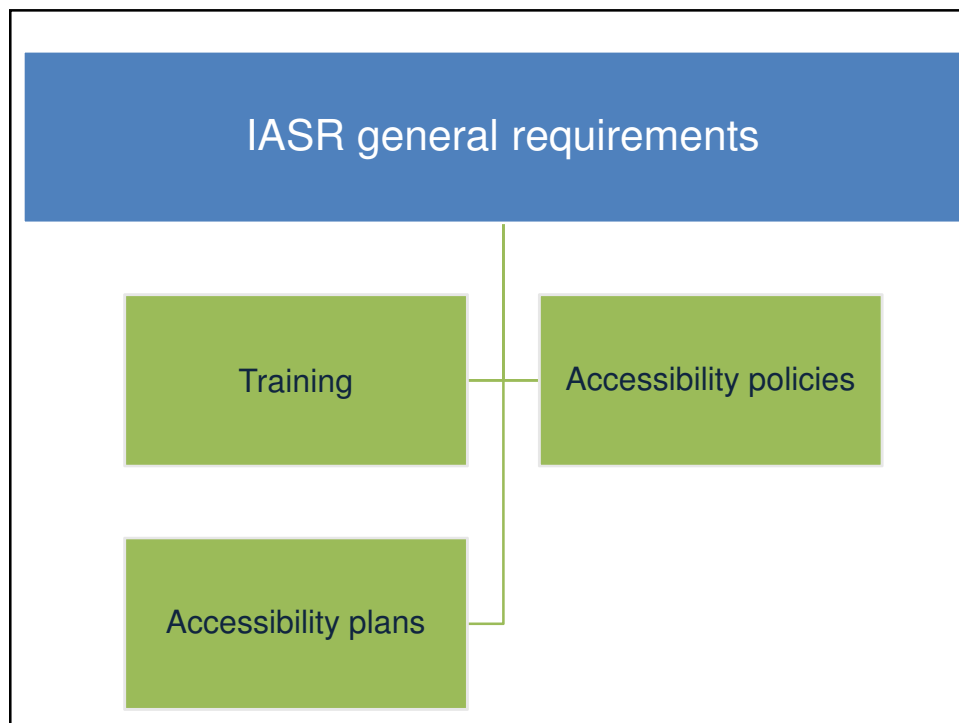 IASR general requirements
Training
Accessibility policies
Accessibility plans